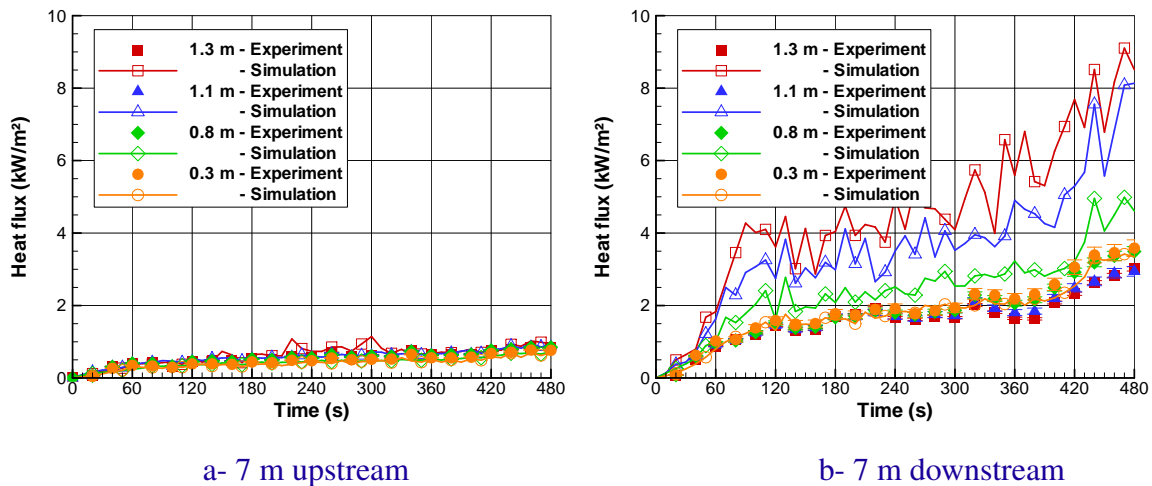 10
8
6
4
2
0
Heat flux (kW/m²)
1.3 m - Experiment
- Simulation
1.1 m - Experiment
- Simulation
0.8 m - Experiment
- Simulation
0.3 m - Experiment
- Simulation
0 60 120 180 240 300 360 420 480
Time (s)
a- 7 m upstream
10
8
6
4
2
0
Heat flux (kW/m²)
1.3 m - Experiment
- Simulation
1.1 m - Experiment
- Simulation
0.8 m - Experiment
- Simulation
0.3 m - Experiment
- Simulation
0 60 120 180 240 300 360 420 480
Time (s)
b- 7 m downstream